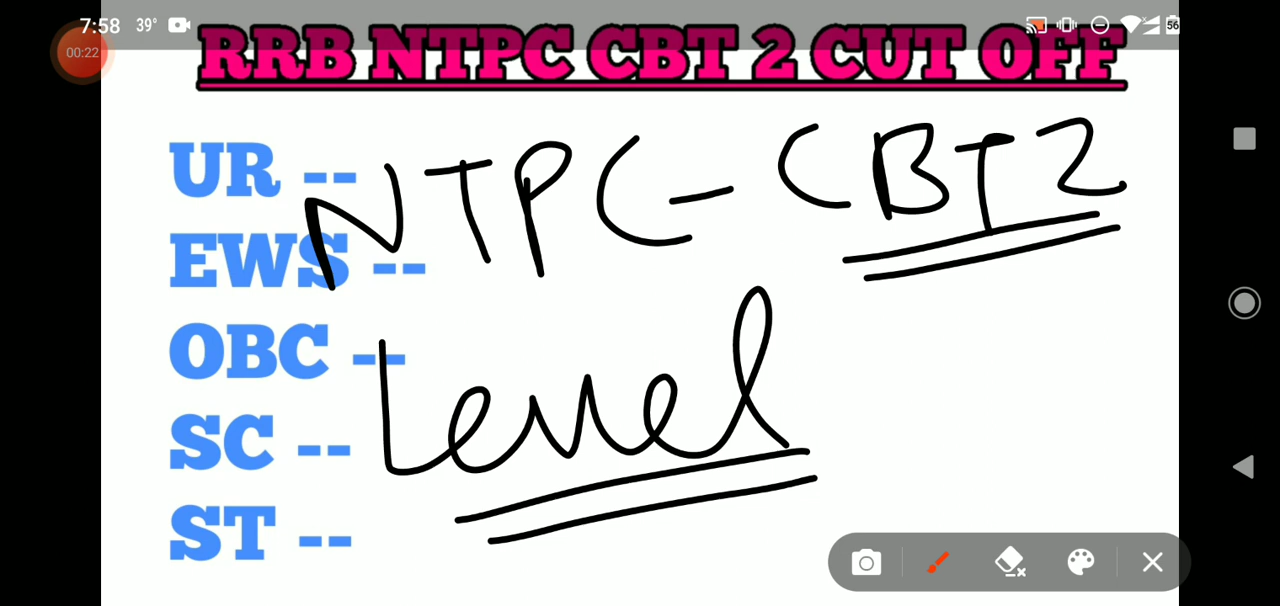 7:58 39° 56
00:22
RRB NTPC CBT 2 CUT OFF
UR --
NTPC - CBT 2
EWS --
OBC --
Level
SC --
ST --